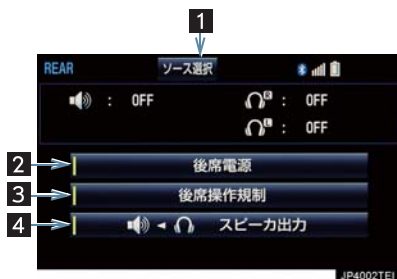 1
REAR ソース選択
: OFF R : OFF
L : OFF
2 後席電源
3 後席操作規制
4 スピーカ出力
JP4002TEI